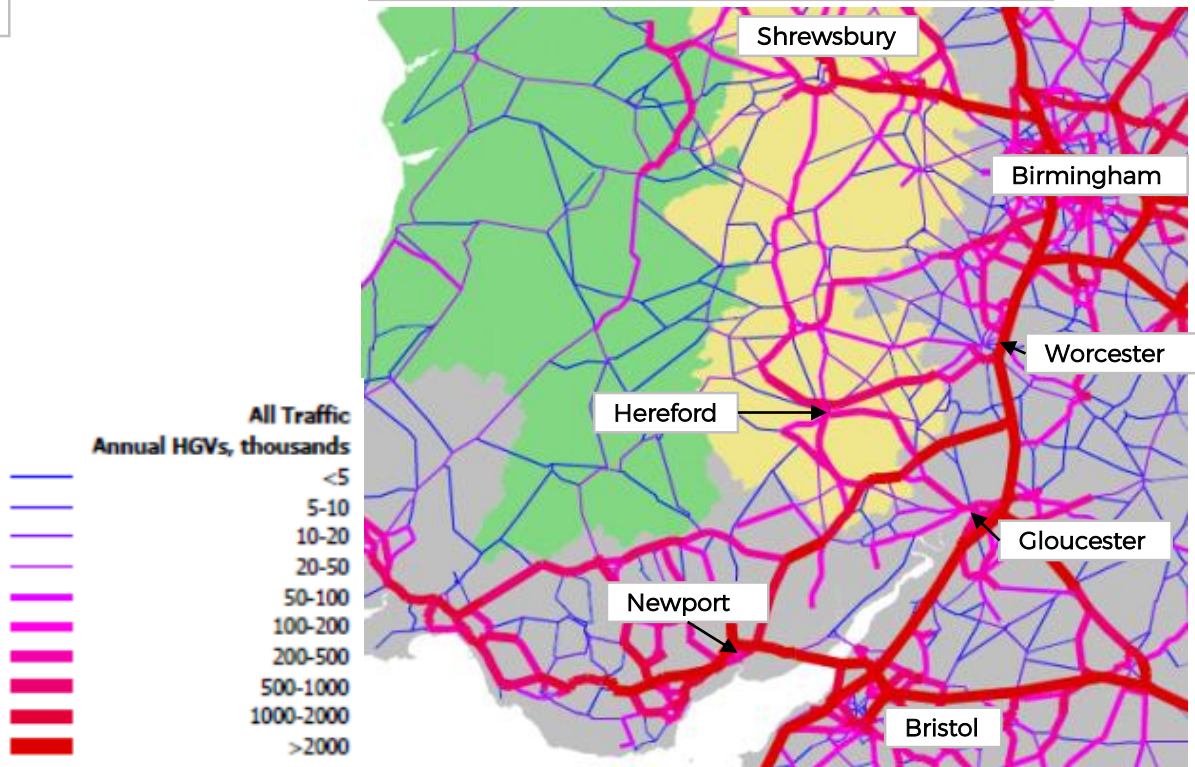 All Traffic
Annual HGVs, thousands
<5
5-10
10-20
20-50
50-100
100-200
200-500
500-1000
1000-2000
>2000
Shrewsbury
Birmingham
Worcester
Hereford
Gloucester
Newport
Bristol